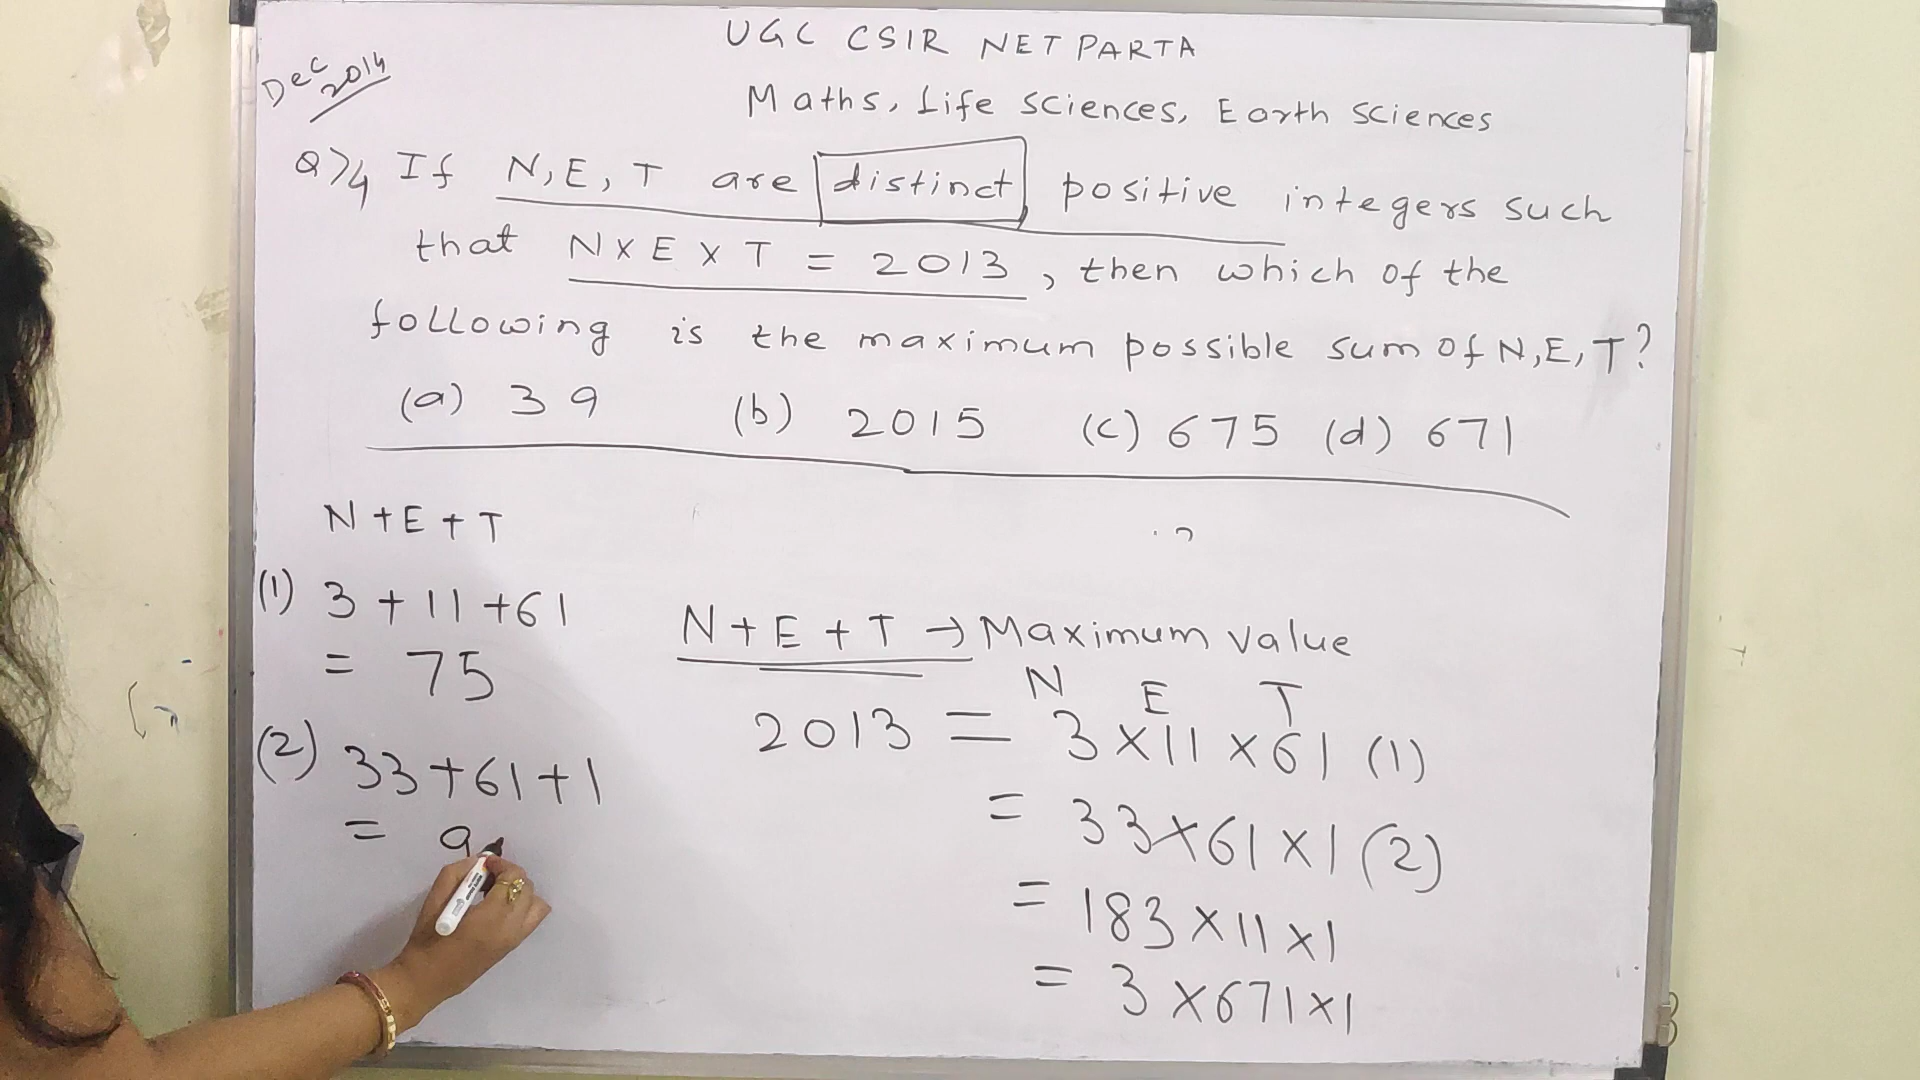 UGC CSIR NET PART A
Maths, Life Sciences, Earth Sciences
Dec 2014
Q>4 If N, E, T are distinct positive integers such
that N X E X T = 2013, then which of the
following is the maximum possible sum of N,E,T?
(a) 39 (b) 2015 (c) 675 (d) 671
N + E + T
(1) 3 + 11 + 61
= 75
(2) 33 + 61 + 1
= 9
N + E + T → Maximum value
N E T
2013 = 3 X 11 X 61 (1)
= 33 X 61 X 1 (2)
= 183 X 11 X 1
= 3 X 671 X 1